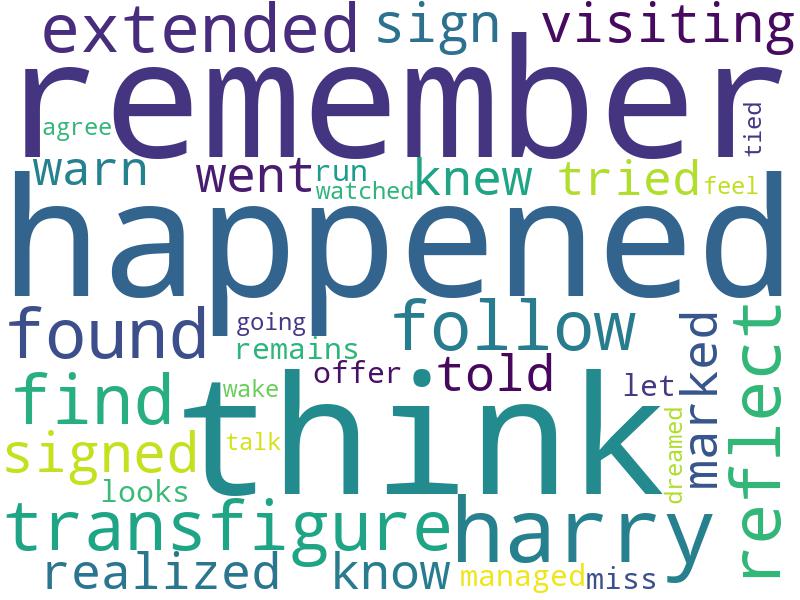 extended sign visiting
remember
agree
tied
warn went run knew tried feel
watched
happened
found going follow
remains
offer told let marked reflect
find wake think dreamed
signed talk
looks
transfigure harry
realized know managed miss